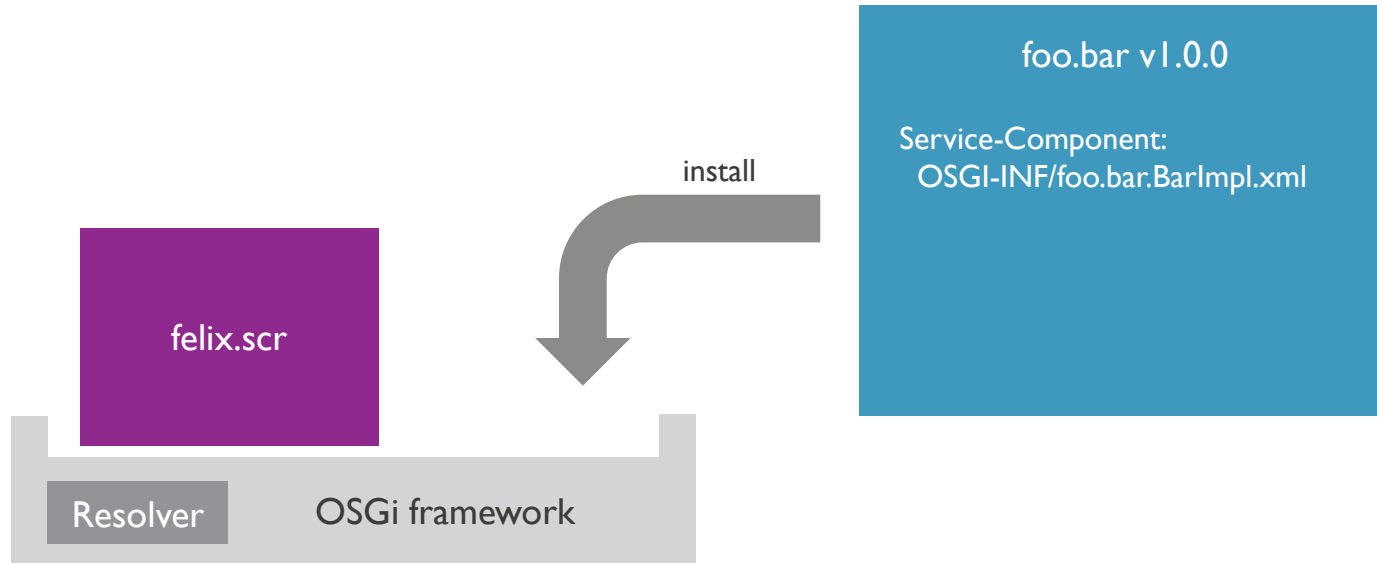 foo.bar v1.0.0
Service-Component:
OSGI-INF/foo.bar.BarImpl.xml
install
felix.scr
Resolver
OSGi framework